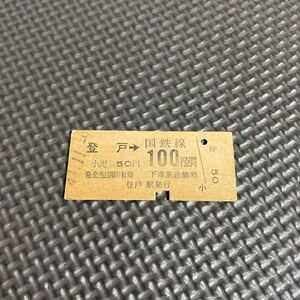 登戸→国鉄線
小児 50円 100円区間
発売当日限り有効 下車前途無効
登戸駅発行
小 50